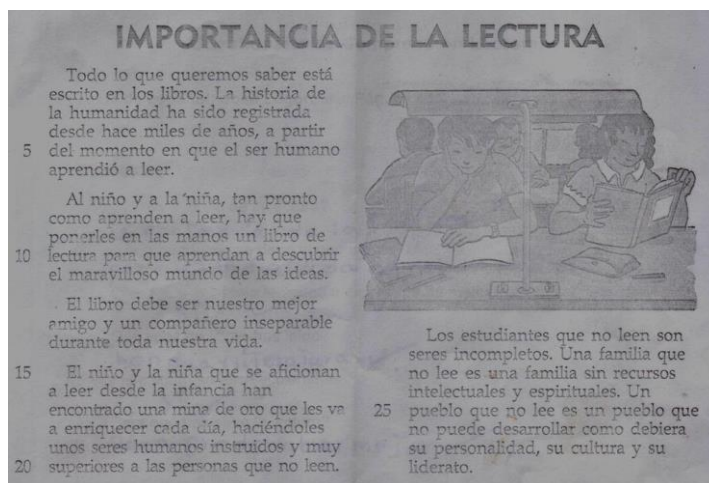 IMPORTANCIA DE LA LECTURA
Todo lo que queremos saber está
escrito en los libros. La historia de
la humanidad ha sido registrada
desde hace miles de años, a partir
5 del momento en que el ser humano
aprendió a leer.
Al niño y a la niña, tan pronto
como aprenden a leer, hay que
ponerles en las manos un libro de
10 lectura para que aprendan a descubrir
el maravilloso mundo de las ideas.
El libro debe ser nuestro mejor
amigo y un compañero inseparable
durante toda nuestra vida.
15 El niño y la niña que se aficionan
a leer desde la infancia han
encontrado una mina de oro que les va
a enriquecer cada día, haciéndoles
unos seres humanos instruidos y muy
20 superiores a las personas que no leen.
Los estudiantes que no leen son
seres incompletos. Una familia que
no lee es una familia sin recursos
intelectuales y espirituales. Un
25 pueblo que no lee es un pueblo que
no puede desarrollar como debiera
su personalidad, su cultura y su
liderato.